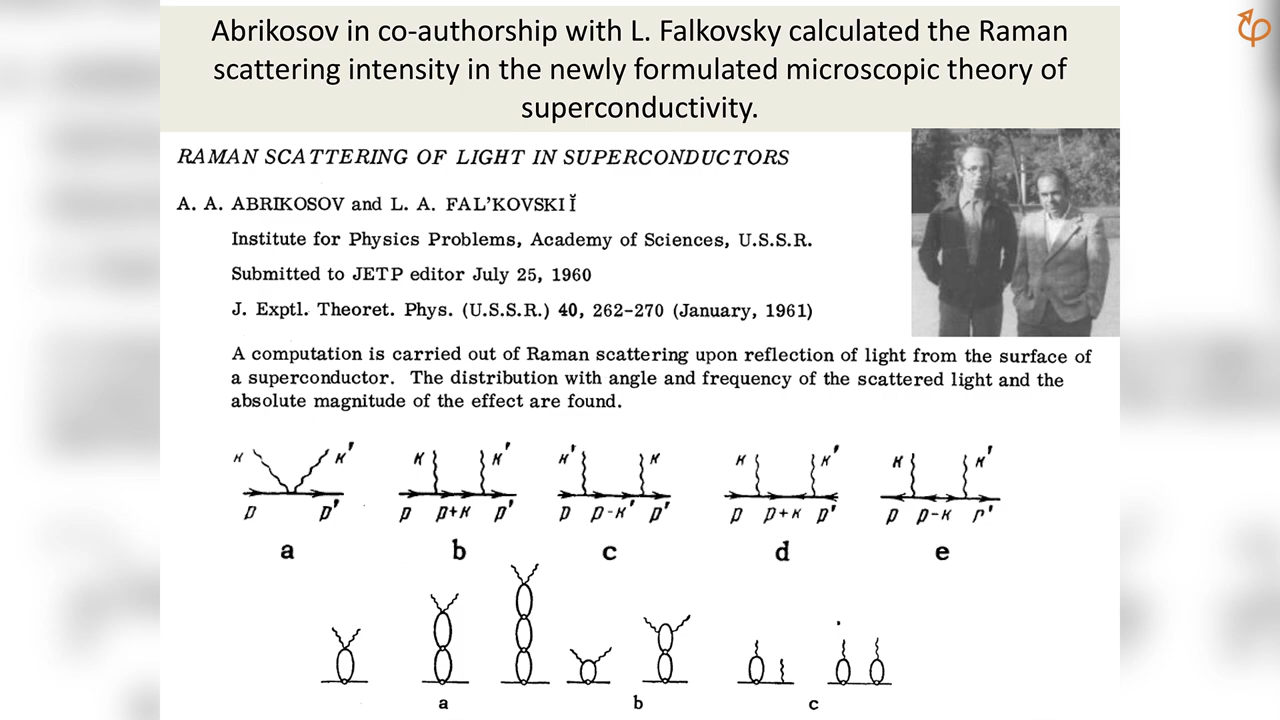 Abrikosov in co-authorship with L. Falkovsky calculated the Raman
scattering intensity in the newly formulated microscopic theory of
superconductivity.
RAMAN SCATTERING OF LIGHT IN SUPERCONDUCTORS
A. A. ABRIKOSOV and L. A. FAL'KOVSKIĬ
Institute for Physics Problems, Academy of Sciences, U.S.S.R.
Submitted to JETP editor July 25, 1960
J. Exptl. Theoret. Phys. (U.S.S.R.) 40, 262-270 (January, 1961)
A computation is carried out of Raman scattering upon reflection of light from the surface of
a superconductor. The distribution with angle and frequency of the scattered light and the
absolute magnitude of the effect are found.
κ κ' κ κ' κ' κ κ κ' κ κ'
p p' p p+κ p' p p-κ' p' p p+κ p' p p-κ p'
a b c d e
a b c